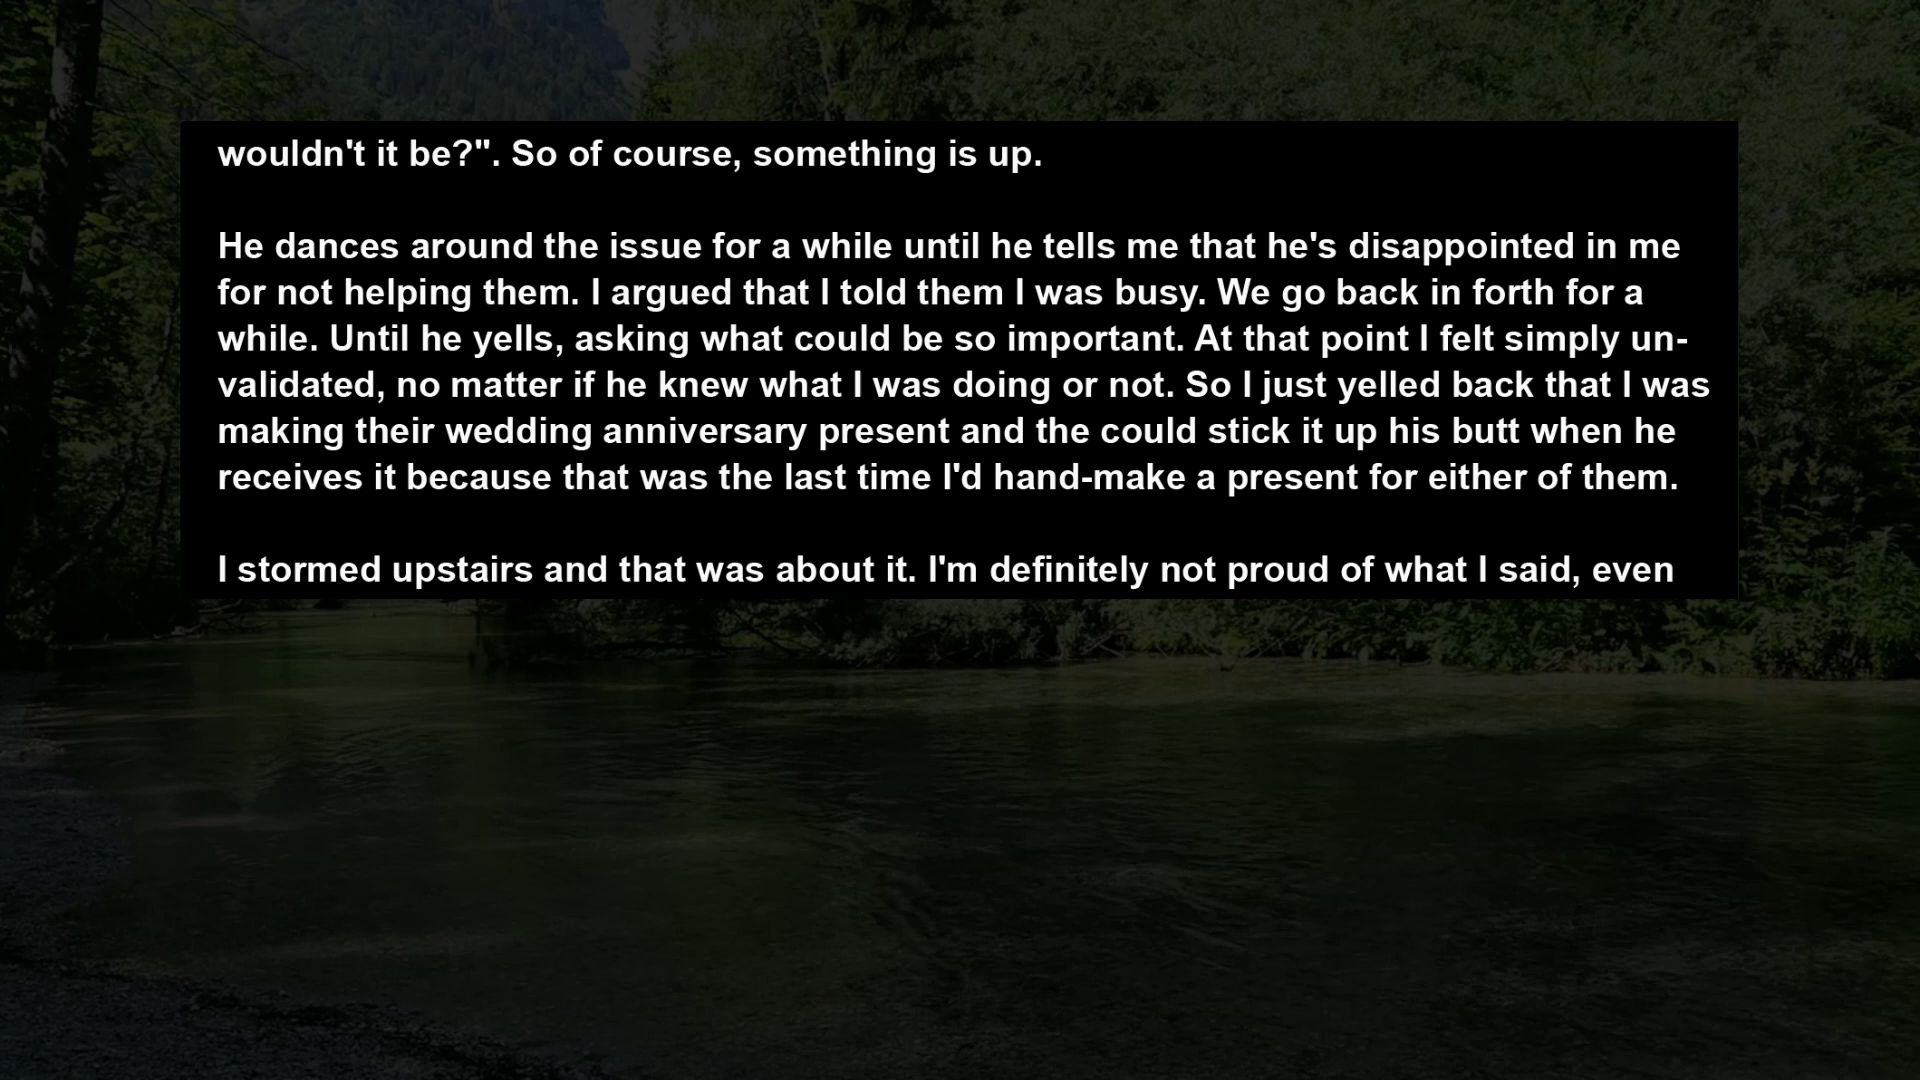 wouldn't it be?". So of course, something is up.
He dances around the issue for a while until he tells me that he's disappointed in me
for not helping them. I argued that I told them I was busy. We go back in forth for a
while. Until he yells, asking what could be so important. At that point I felt simply un-
validated, no matter if he knew what I was doing or not. So I just yelled back that I was
making their wedding anniversary present and the could stick it up his butt when he
receives it because that was the last time I'd hand-make a present for either of them.
I stormed upstairs and that was about it. I'm definitely not proud of what I said, even